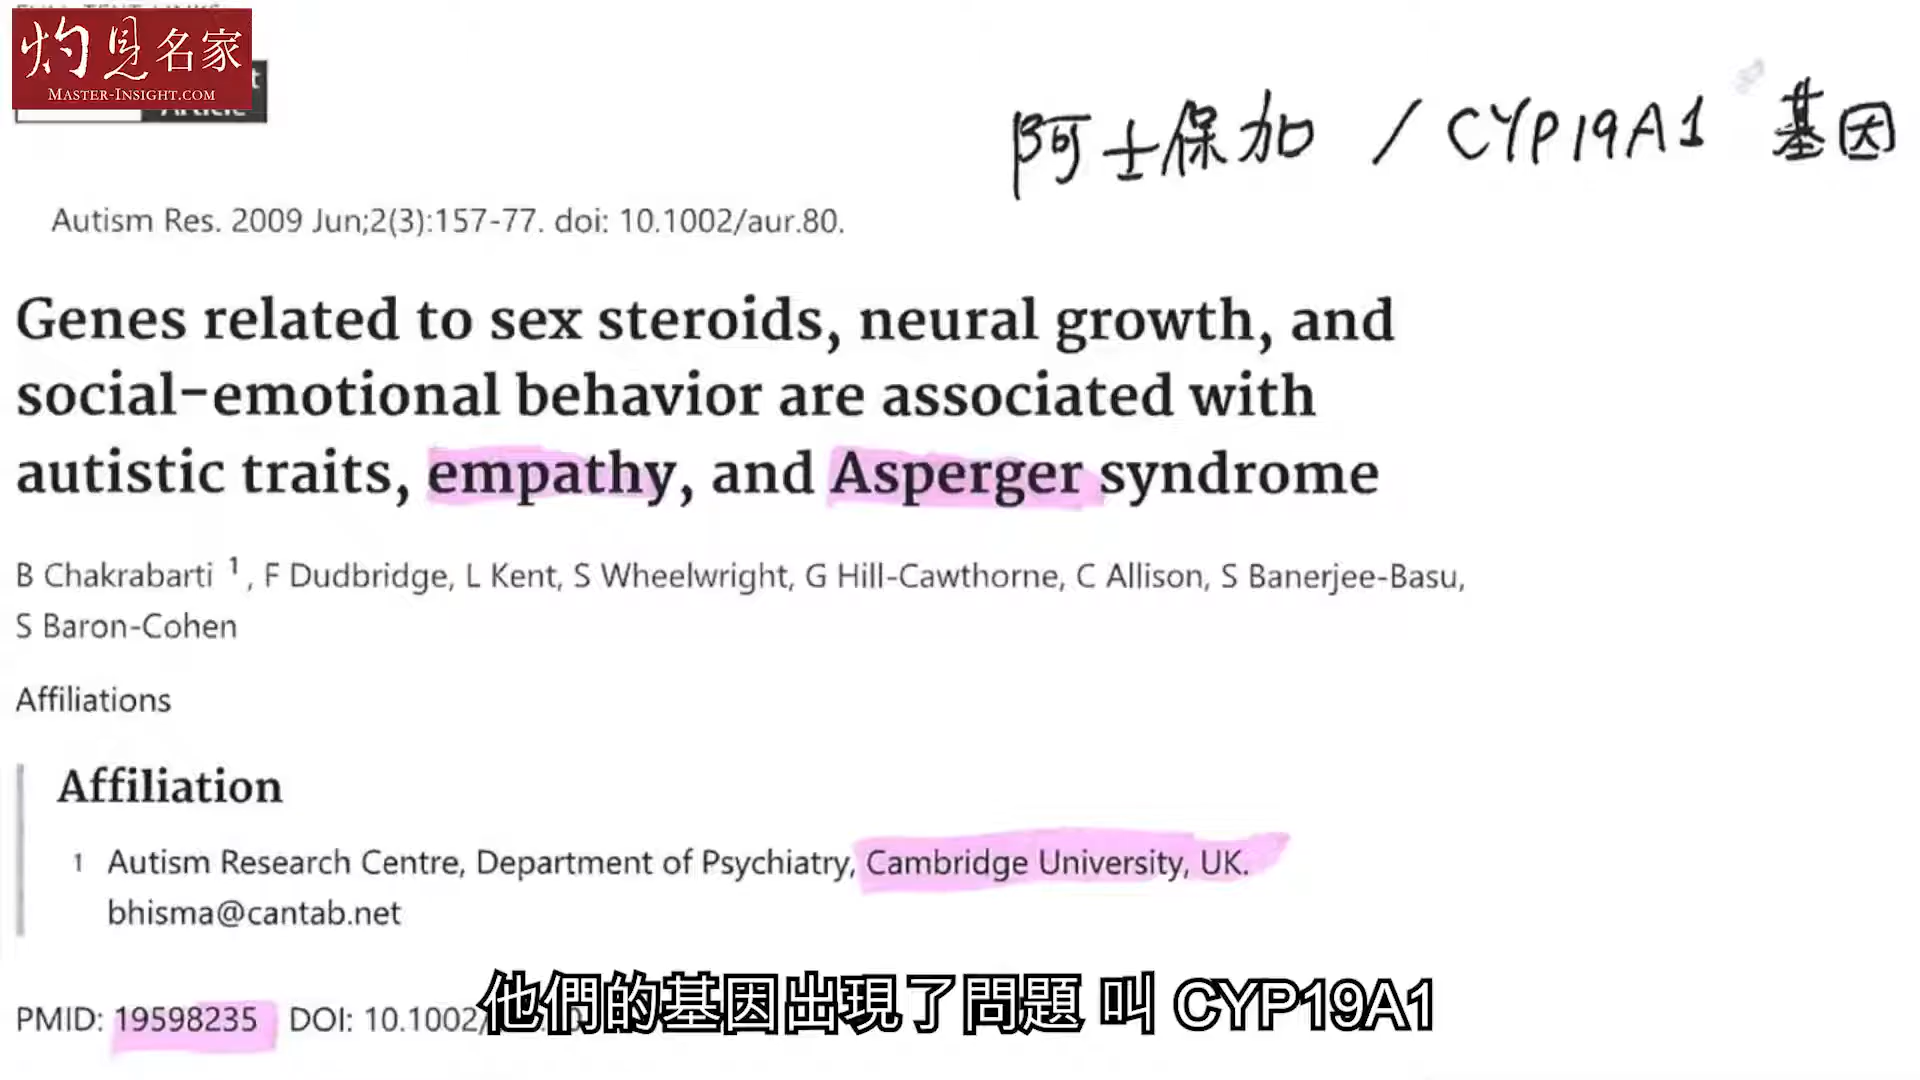 灼見名家
MASTER-INSIGHT.COM
Article
阿士保加 / CYP19A1 基因
Autism Res. 2009 Jun;2(3):157-77. doi: 10.1002/aur.80.
Genes related to sex steroids, neural growth, and
social-emotional behavior are associated with
autistic traits, empathy, and Asperger syndrome
B Chakrabarti 1, F Dudbridge, L Kent, S Wheelwright, G Hill-Cawthorne, C Allison, S Banerjee-Basu,
S Baron-Cohen
Affiliations
Affiliation
1 Autism Research Centre, Department of Psychiatry, Cambridge University, UK.
bhisma@cantab.net
PMID: 19598235 DOI: 10.1002/
他們的基因出現了問題 叫 CYP19A1